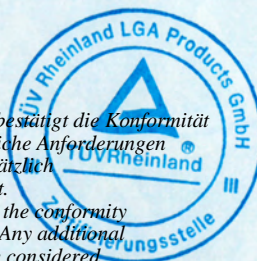 TÜV Rheinland LGA Products GmbH
bestätigt die Konformität
liche Anforderungen
TÜVRheinland ®
ätzlich
t.
the conformity
Any additional
considered
III
Zertifizierungsstelle